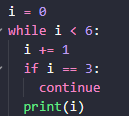 i = 0
while i < 6:
  i += 1
  if i == 3:
    continue
  print(i)